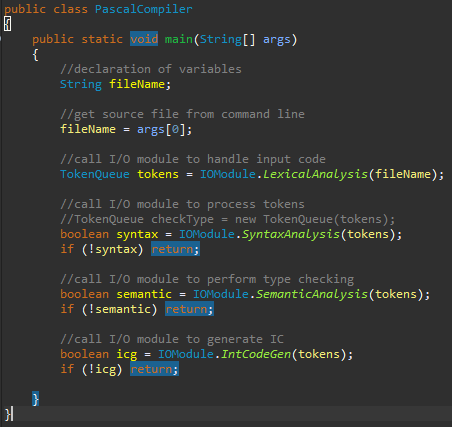 public class PascalCompiler
{
public static void main(String[] args)
{
//declaration of variables
String fileName;
//get source file from command line
fileName = args[0];
//call I/O module to handle input code
TokenQueue tokens = IOModule.LexicalAnalysis(fileName);
//call I/O module to process tokens
//TokenQueue checkType = new TokenQueue(tokens);
boolean syntax = IOModule.SyntaxAnalysis(tokens);
if (!syntax) return;
//call I/O module to perform type checking
boolean semantic = IOModule.SemanticAnalysis(tokens);
if (!semantic) return;
//call I/O module to generate IC
boolean icg = IOModule.IntCodeGen(tokens);
if (!icg) return;
}
}